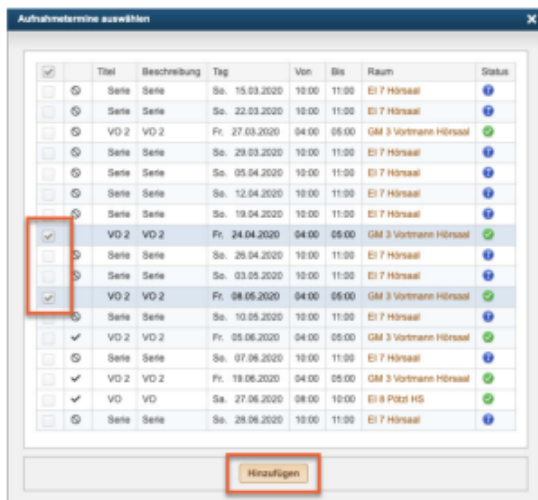 Aufnahmetermine auswählen
Titel Beschreibung Tag Von Bis Raum Status
Serie Serie So. 15.03.2020 10:00 11:00 EI 7 Hörsaal
Serie Serie So. 22.03.2020 10:00 11:00 EI 7 Hörsaal
VO 2 VO 2 Fr. 27.03.2020 04:00 05:00 GM 3 Vortmann Hörsaal
Serie Serie So. 29.03.2020 10:00 11:00 EI 7 Hörsaal
Serie Serie So. 05.04.2020 10:00 11:00 EI 7 Hörsaal
Serie Serie So. 12.04.2020 10:00 11:00 EI 7 Hörsaal
Serie Serie So. 19.04.2020 10:00 11:00 EI 7 Hörsaal
VO 2 VO 2 Fr. 24.04.2020 04:00 05:00 GM 3 Vortmann Hörsaal
Serie Serie So. 26.04.2020 10:00 11:00 EI 7 Hörsaal
Serie Serie So. 03.05.2020 10:00 11:00 EI 7 Hörsaal
VO 2 VO 2 Fr. 08.05.2020 04:00 05:00 GM 3 Vortmann Hörsaal
Serie Serie So. 10.05.2020 10:00 11:00 EI 7 Hörsaal
VO 2 VO 2 Fr. 05.06.2020 04:00 05:00 GM 3 Vortmann Hörsaal
Serie Serie So. 07.06.2020 10:00 11:00 EI 7 Hörsaal
VO 2 VO 2 Fr. 19.06.2020 04:00 05:00 GM 3 Vortmann Hörsaal
VO VO Sa. 27.06.2020 08:00 10:00 EI 8 Pötzl HS
Serie Serie So. 28.06.2020 10:00 11:00 EI 7 Hörsaal
Hinzufügen